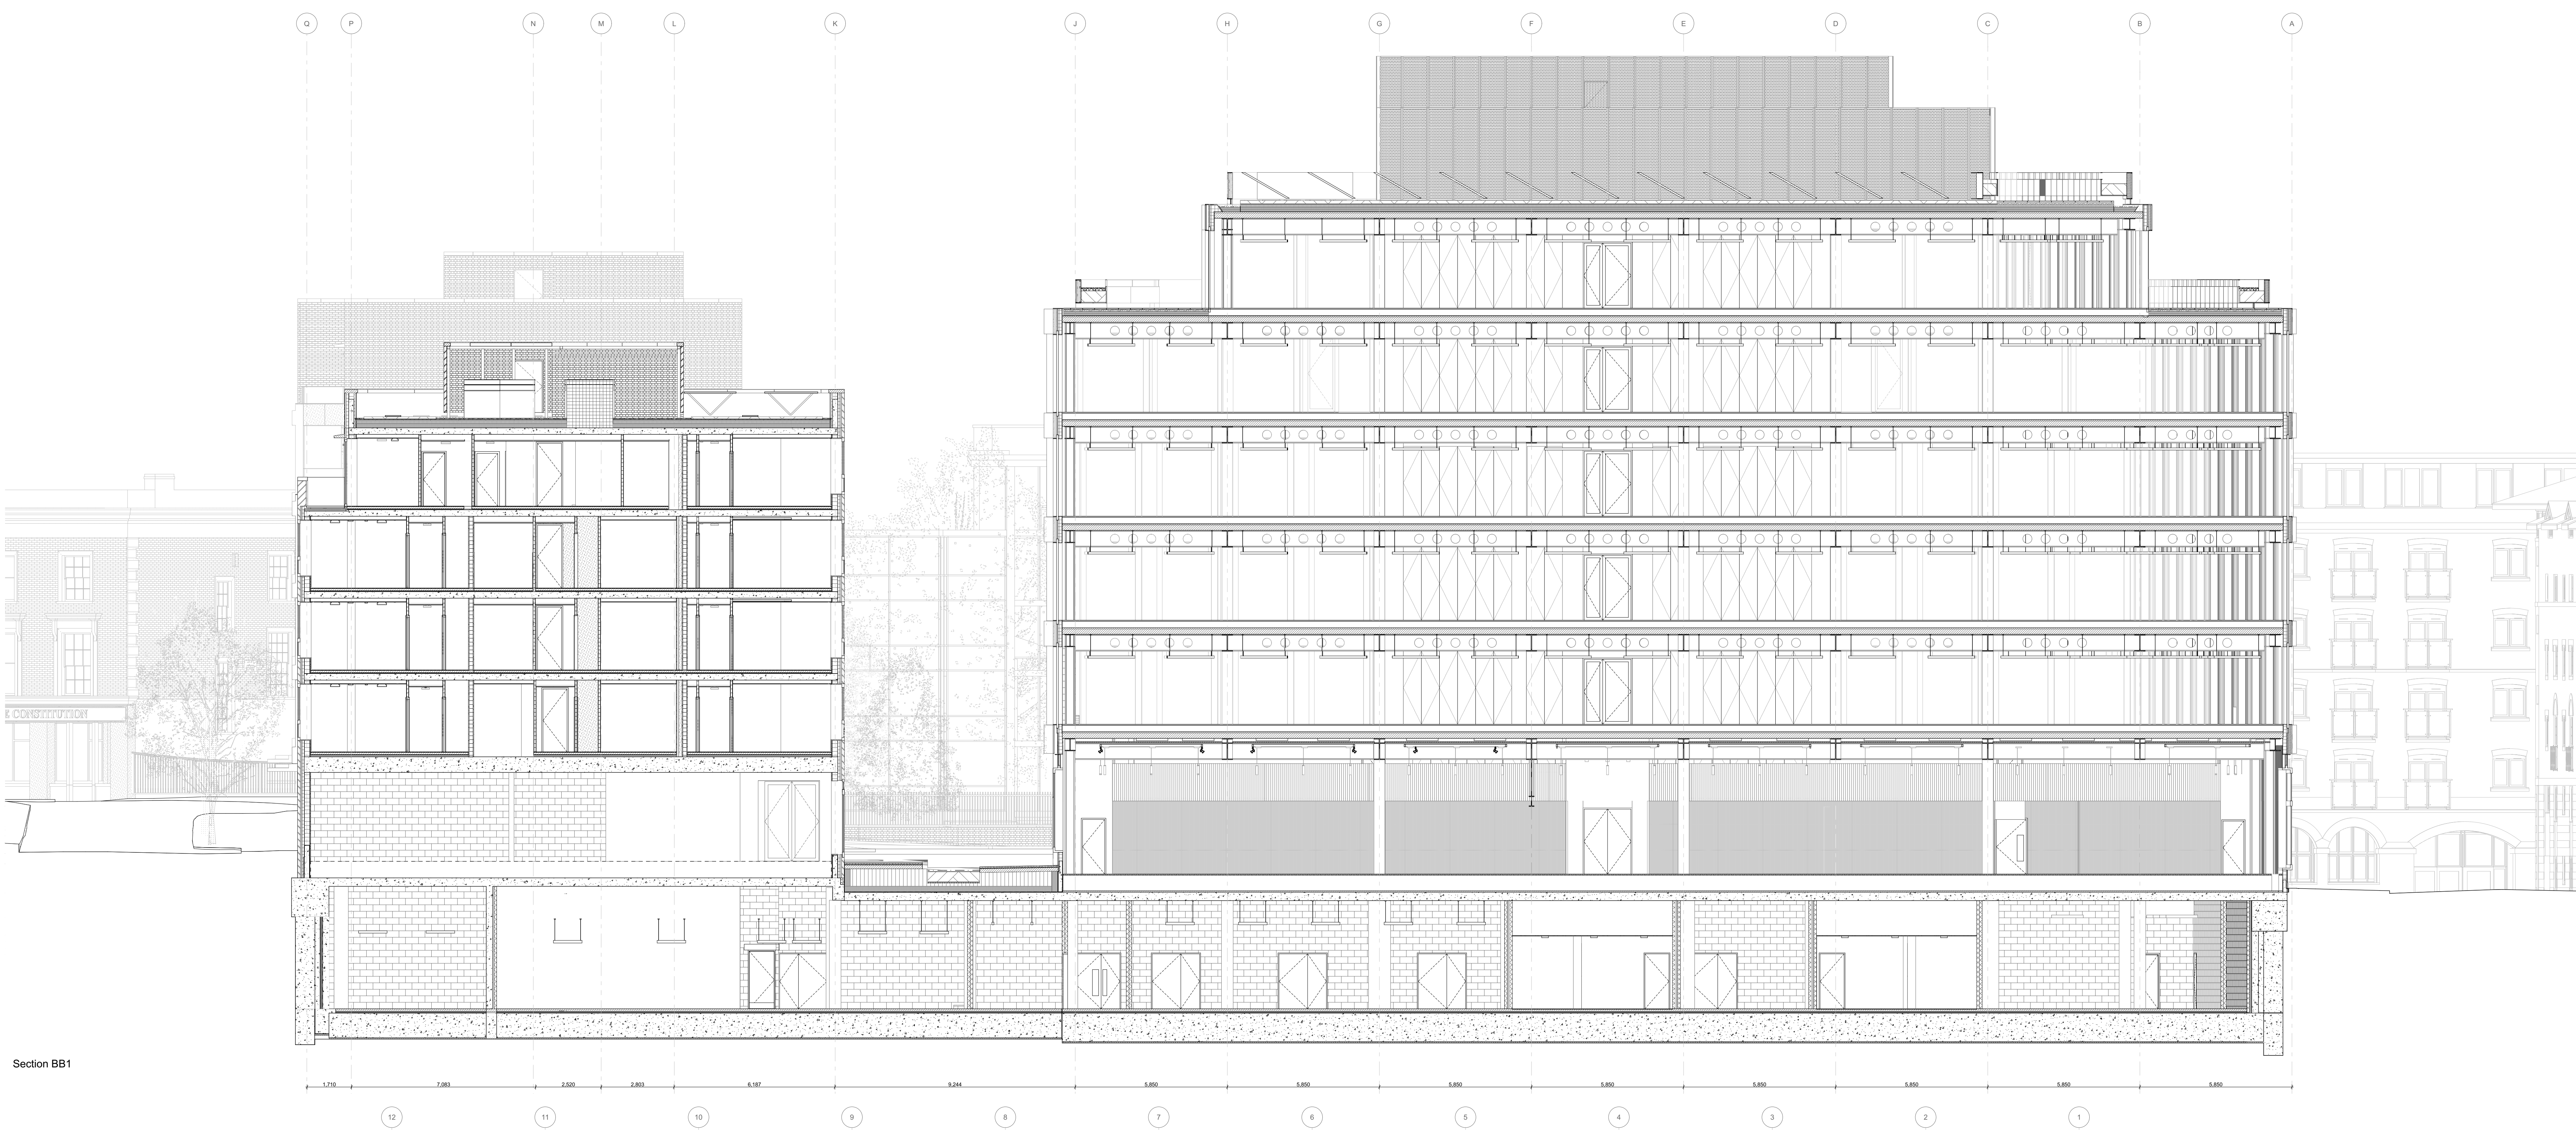 Q P N M L K J H G F E D C B A
CONSTITUTION
Section BB1
1,710 7,083 2,520 2,803 6,187 9,244 5,850 5,850 5,850 5,850 5,850 5,850 5,850 5,850
12 11 10 9 8 7 6 5 4 3 2 1